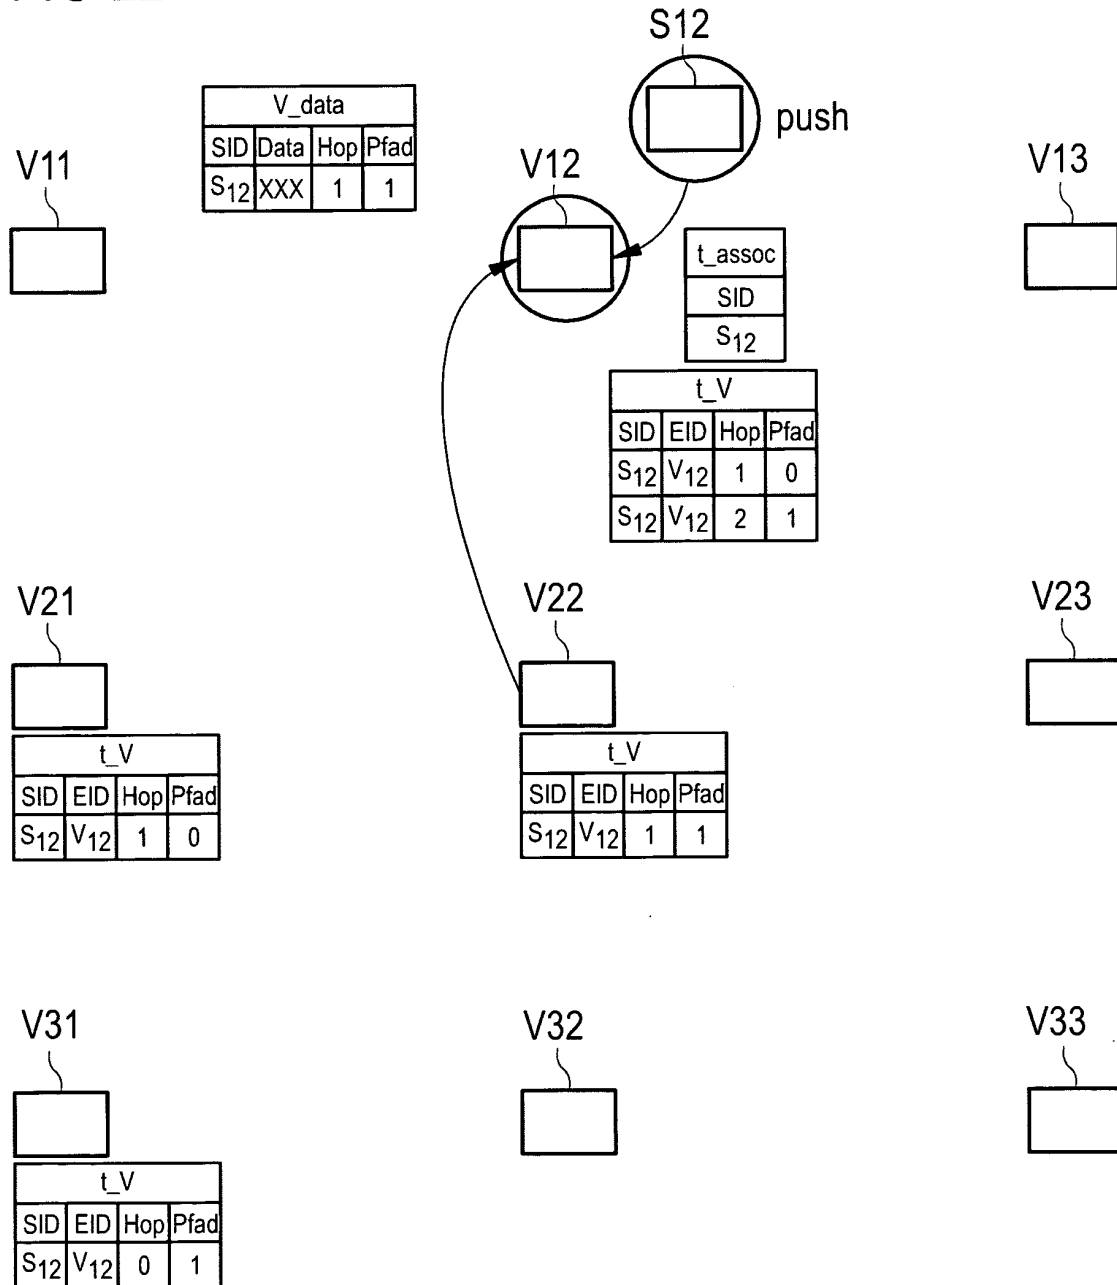 S12
V_data
push
SID Data Hop Pfad
S12 XXX 1 1
V11
V12
V13
t_assoc
SID
S12
t_V
SID EID Hop Pfad
S12 V12 1 0
S12 V12 2 1
V21
V22
V23
t_V
SID EID Hop Pfad
S12 V12 1 0
t_V
SID EID Hop Pfad
S12 V12 1 1
V31
V32
V33
t_V
SID EID Hop Pfad
S12 V12 0 1